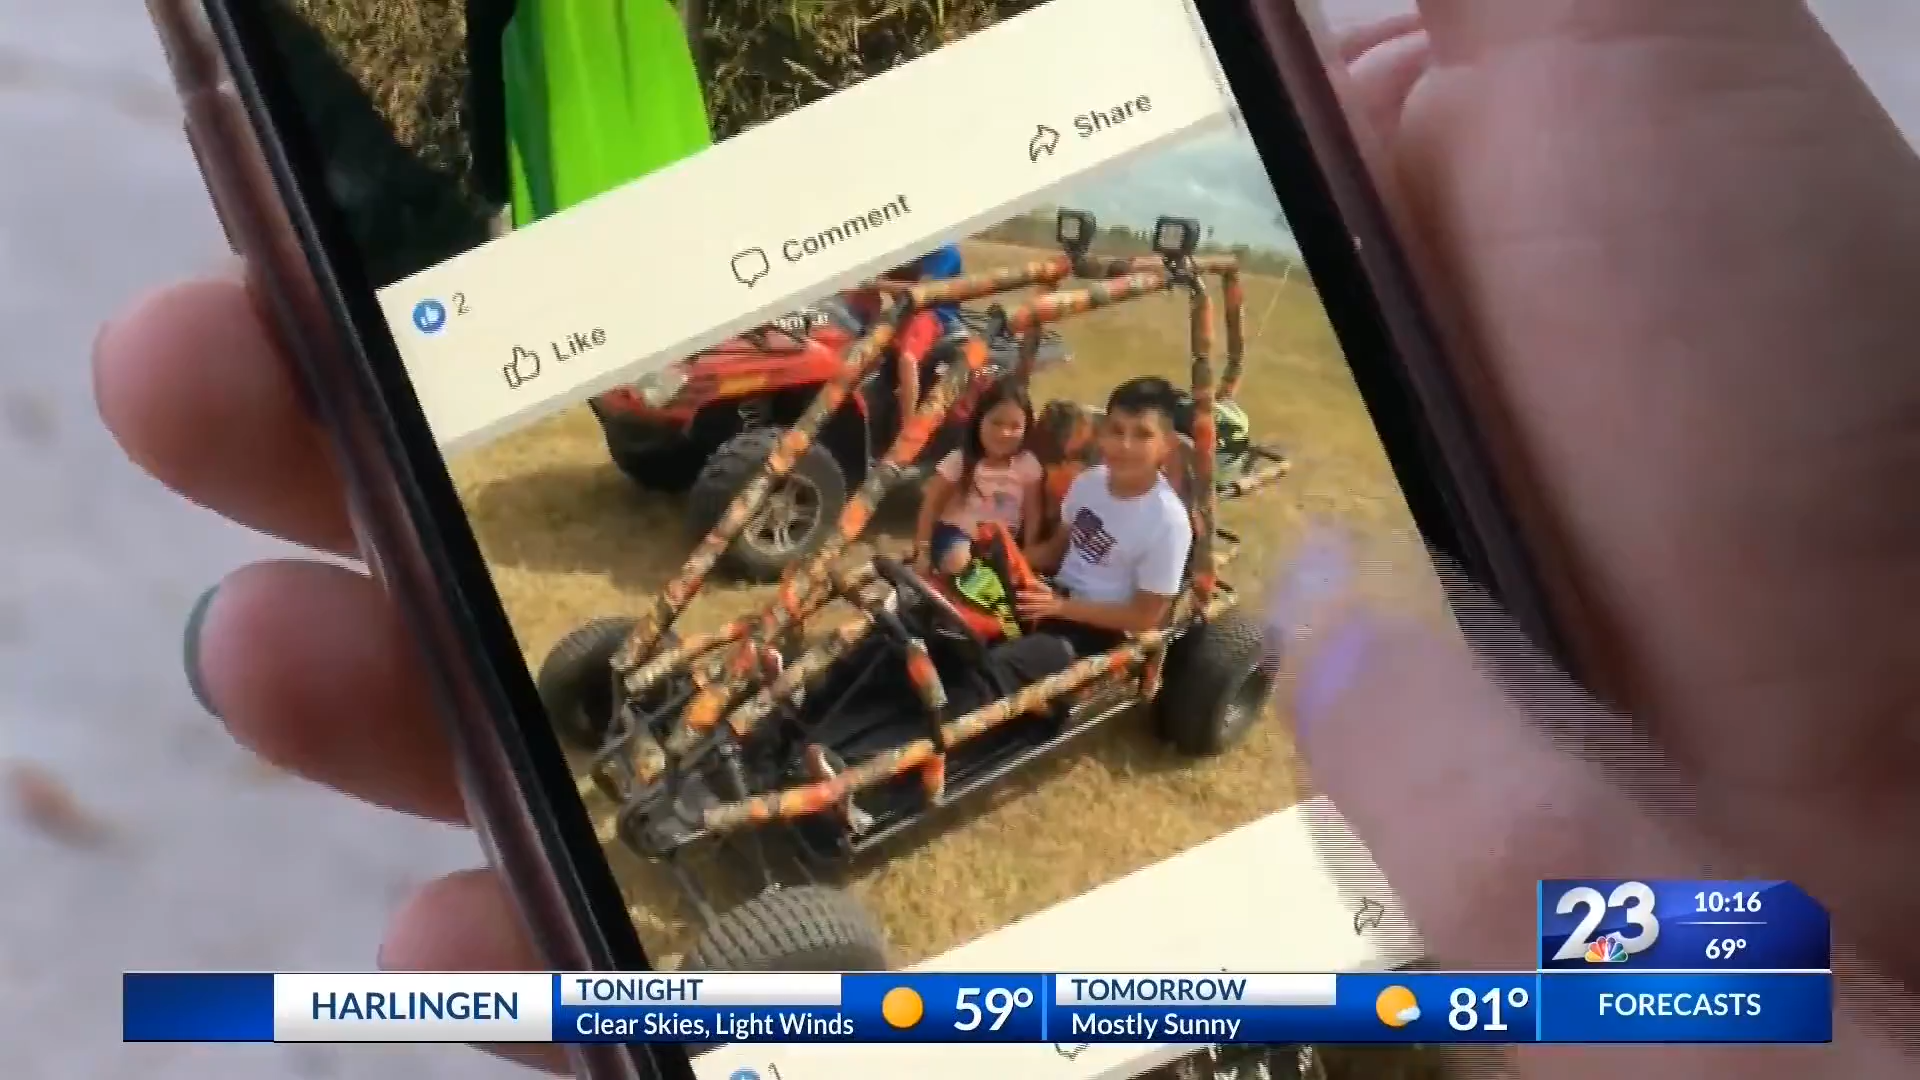 Share
Comment
2
Like
23
10:16
69°
HARLINGEN
TONIGHT
Clear Skies, Light Winds
59°
TOMORROW
Mostly Sunny
81°
FORECASTS
1